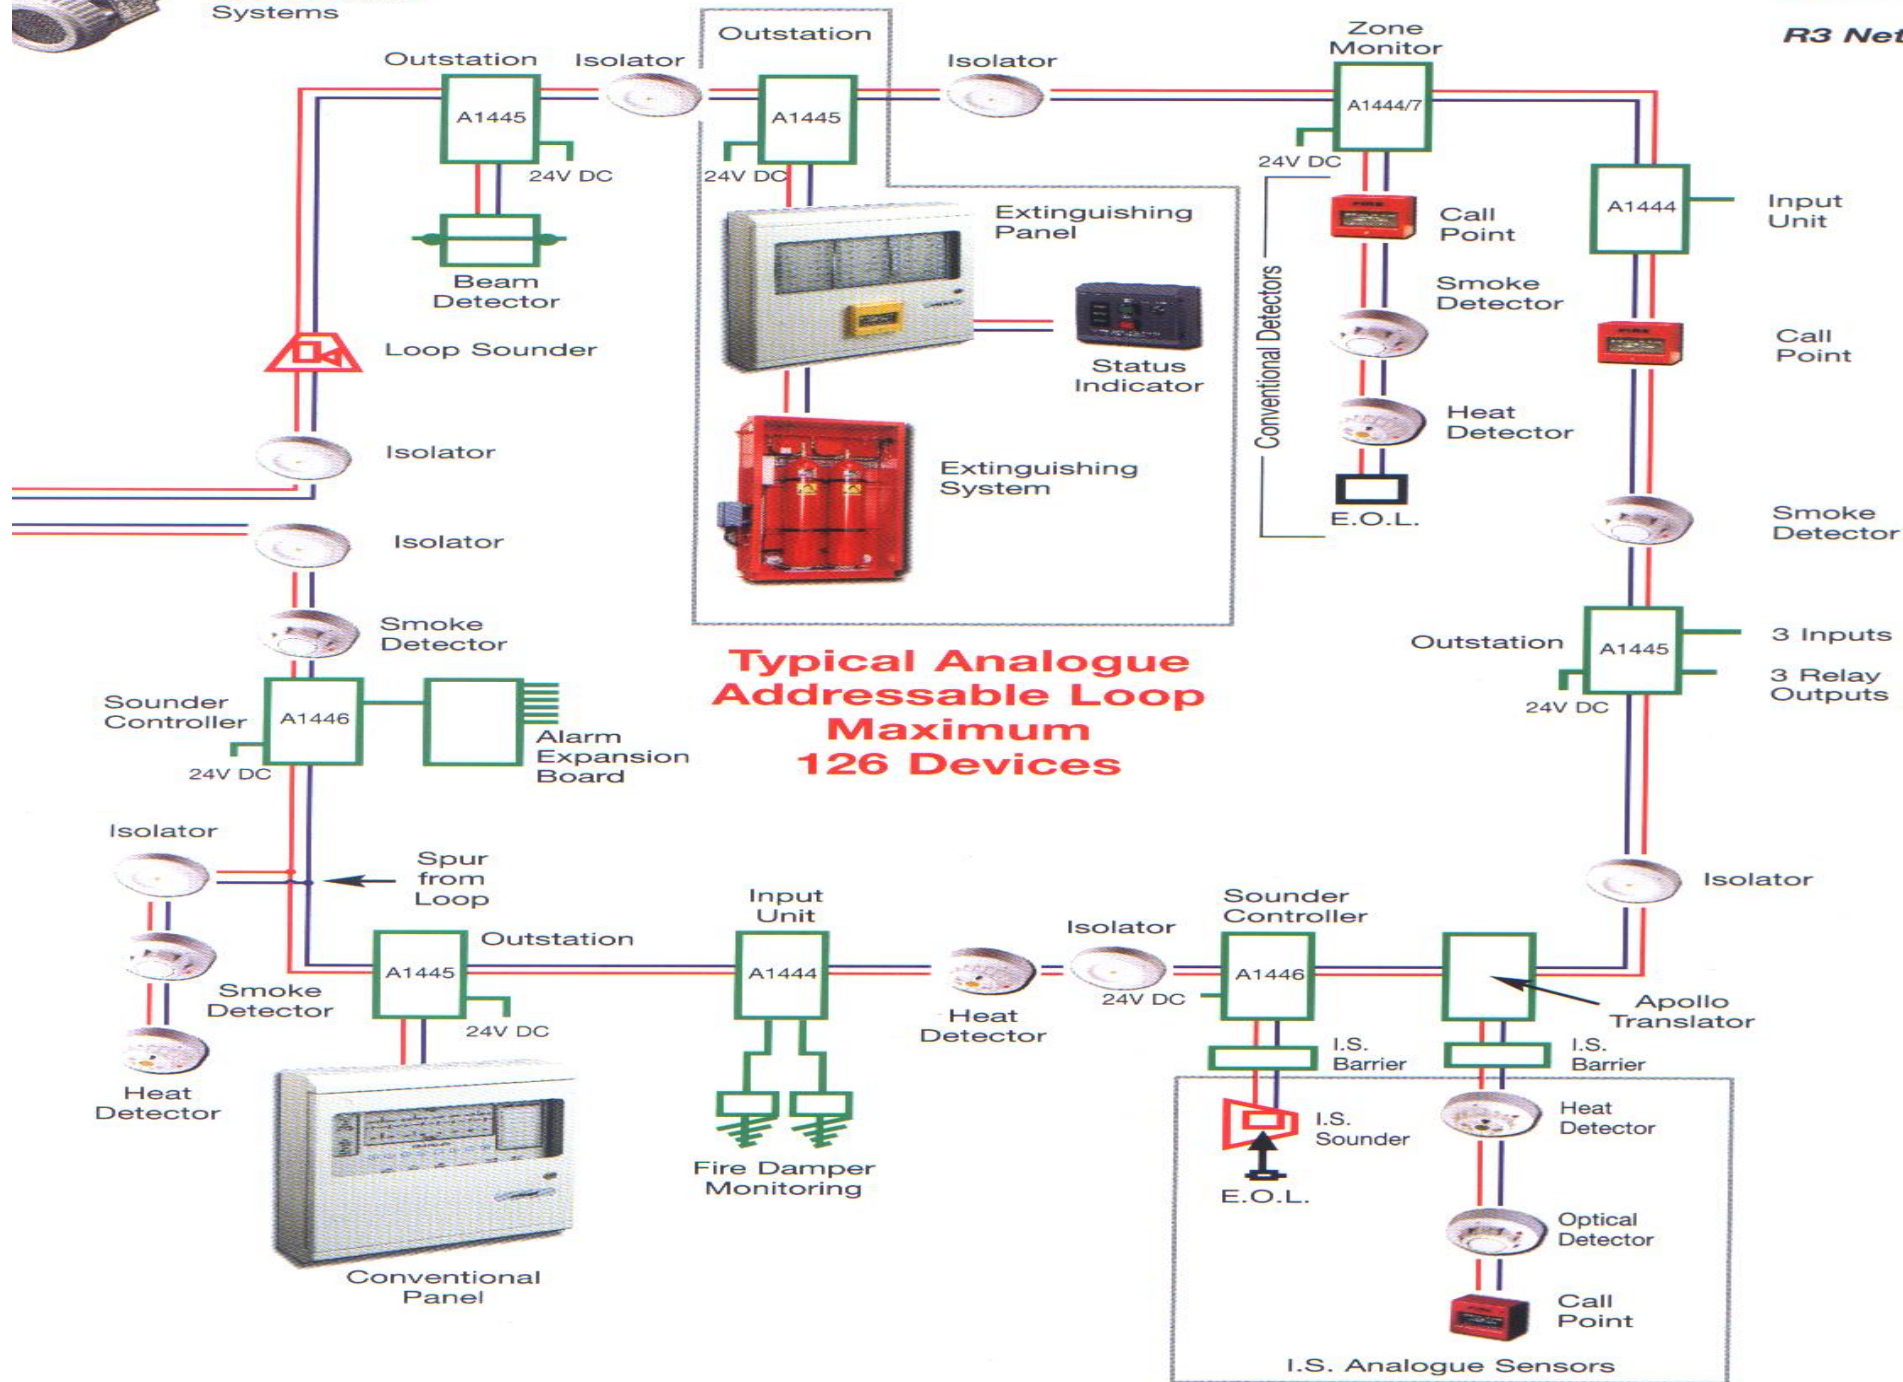 Systems
R3 Net
Outstation
Isolator
Outstation
Isolator
Zone
Monitor
A1445
A1445
A1444/7
24V DC
24V DC
24V DC
A1444
Input
Unit
Beam
Detector
Extinguishing
Panel
Status
Indicator
Extinguishing
System
Conventional Detectors
Call
Point
Smoke
Detector
Heat
Detector
E.O.L.
FIRE
Call
Point
Smoke
Detector
Loop Sounder
Isolator
Isolator
Smoke
Detector
Sounder
Controller
A1446
24V DC
Alarm
Expansion
Board
Typical Analogue
Addressable Loop
Maximum
126 Devices
Outstation
A1445
3 Inputs
3 Relay
Outputs
24V DC
Isolator
Isolator
Spur
from
Loop
Smoke
Detector
Heat
Detector
Outstation
A1445
24V DC
Conventional
Panel
Input
Unit
A1444
Fire Damper
Monitoring
Heat
Detector
Isolator
24V DC
Sounder
Controller
A1446
Apollo
Translator
I.S.
Barrier
I.S.
Barrier
I.S.
Sounder
E.O.L.
Heat
Detector
Optical
Detector
Call
Point
I.S. Analogue Sensors